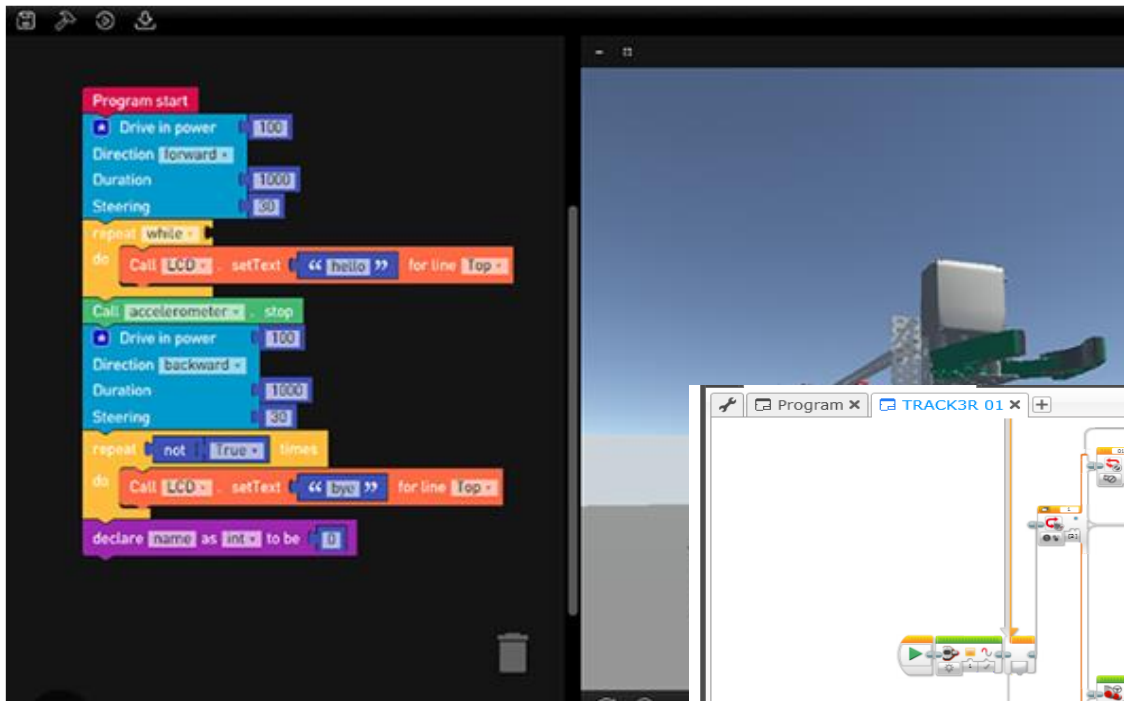 Program start
Drive in power 100
Direction forward
Duration 1000
Steering 30
repeat while
do Call LCD . setText “ hello ” for line Top
Call accelerometer . stop
Drive in power 100
Direction backward
Duration 1000
Steering 30
repeat not True times
do Call LCD . setText “ bye ” for line Top
declare name as int to be 0
Program TRACK3R 01